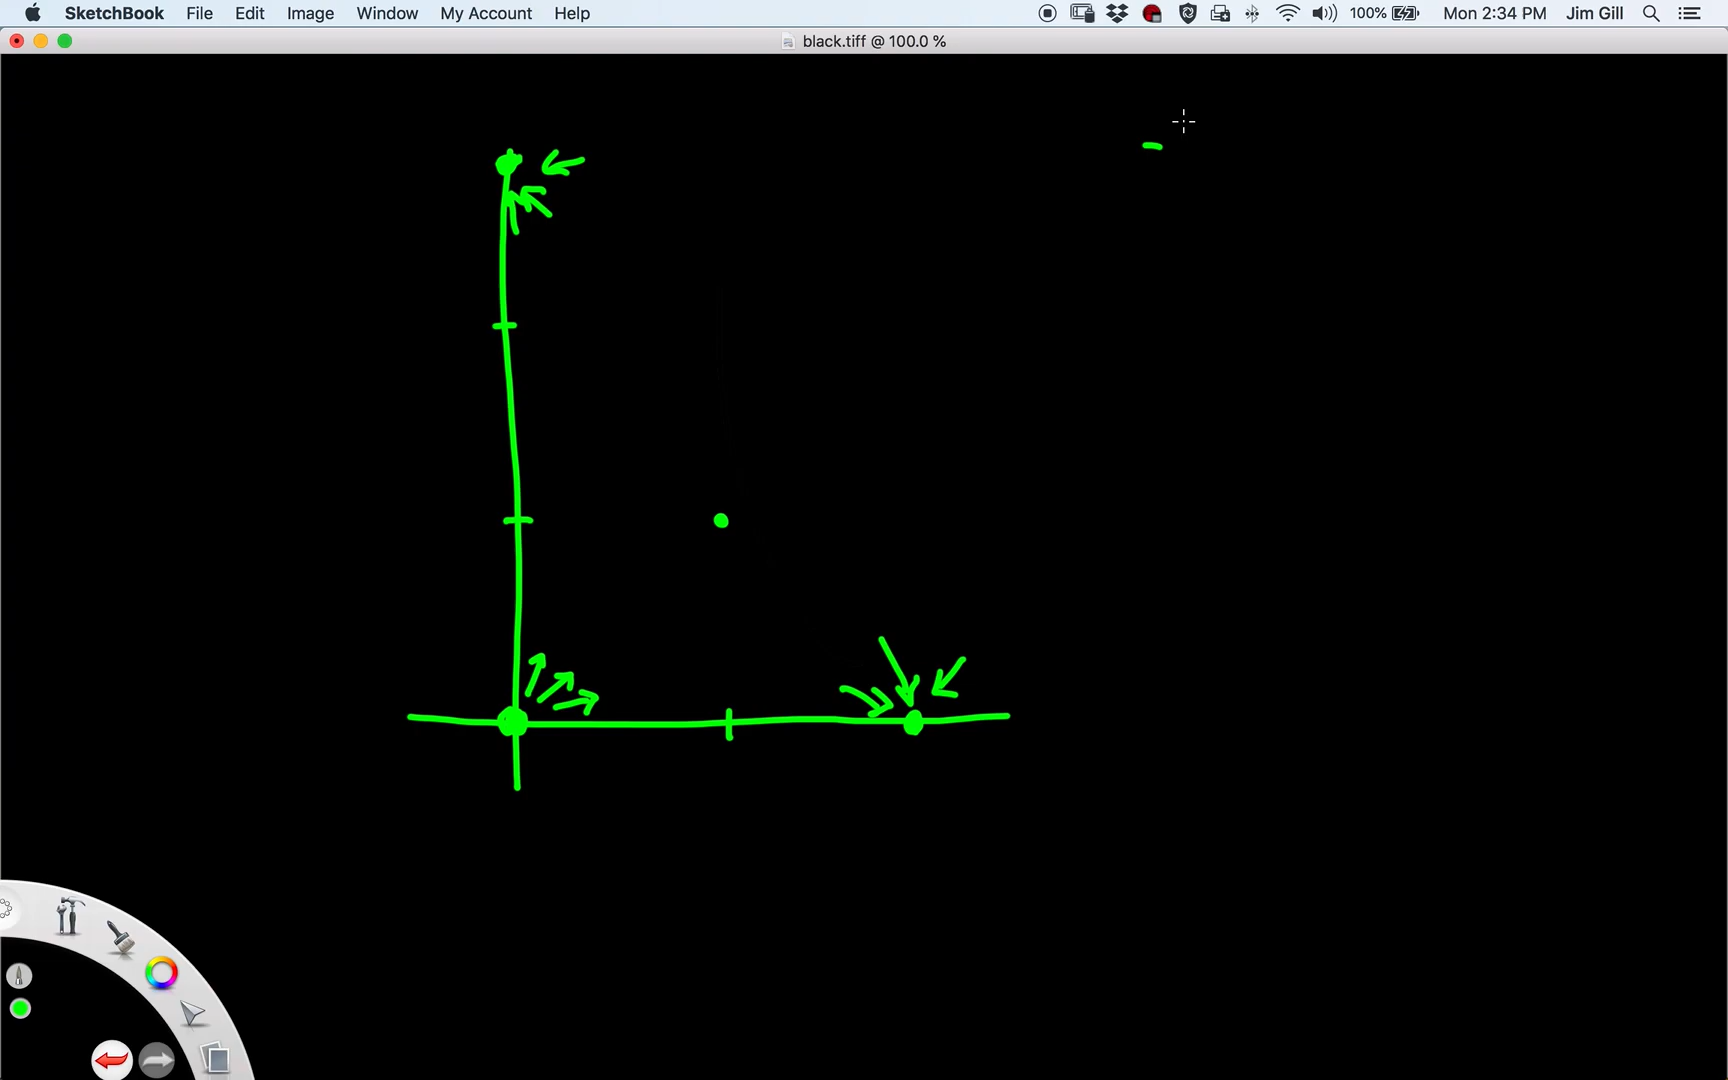 SketchBook File Edit Image Window My Account Help 100% Mon 2:34 PM Jim Gill
black.tiff @ 100.0 %